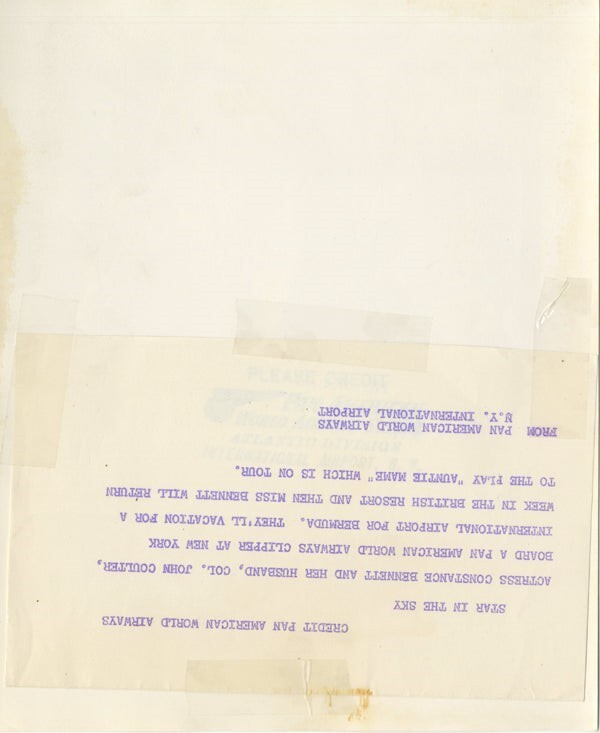 CREDIT PAN AMERICAN WORLD AIRWAYS
STAR IN THE SKY
ACTRESS CONSTANCE BENNETT AND HER HUSBAND, COL. JOHN COULTER,
BOARD A PAN AMERICAN WORLD AIRWAYS CLIPPER AT NEW YORK
INTERNATIONAL AIRPORT FOR BERMUDA. THEY'LL VACATION FOR A
WEEK IN THE BRITISH RESORT AND THEN MISS BENNETT WILL RETURN
TO THE PLAY "AUNTIE MAME" WHICH IS ON TOUR.
FROM PAN AMERICAN WORLD AIRWAYS
N.Y. INTERNATIONAL AIRPORT
PLEASE CREDIT